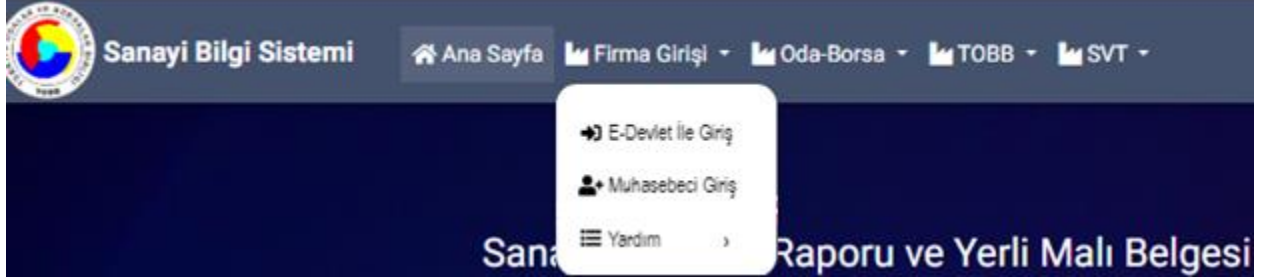 Sanayi Bilgi Sistemi Ana Sayfa Firma Girişi Oda-Borsa TOBB SVT
TOBB
E-Devlet İle Giriş
Muhasebeci Giriş
Yardım
Raporu ve Yerli Malı Belgesi